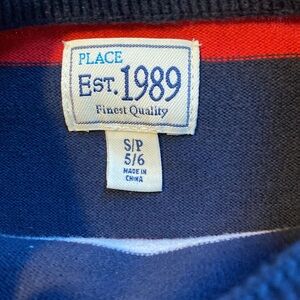 PLACE
EST. 1989
Finest Quality
S/P
5/6
MADE IN
CHINA